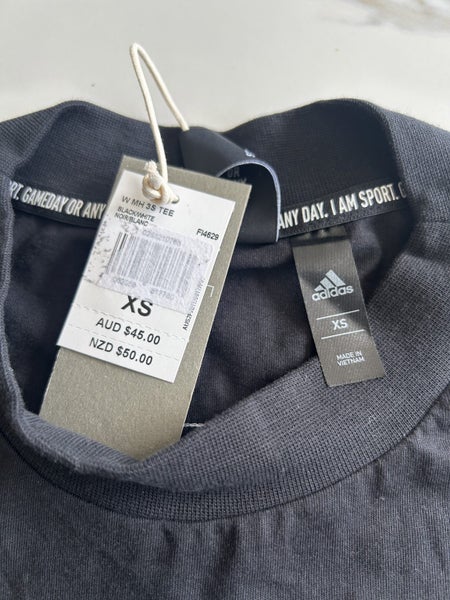 W MH 3S TEE
BLACK/WHITE
NOIR/BLANC
FI4629
XS
AUD $45.00
NZD $50.00
T. GAMEDAY OR ANY
ANY DAY. I AM SPORT. G
adidas
XS
MADE IN
VIETNAM